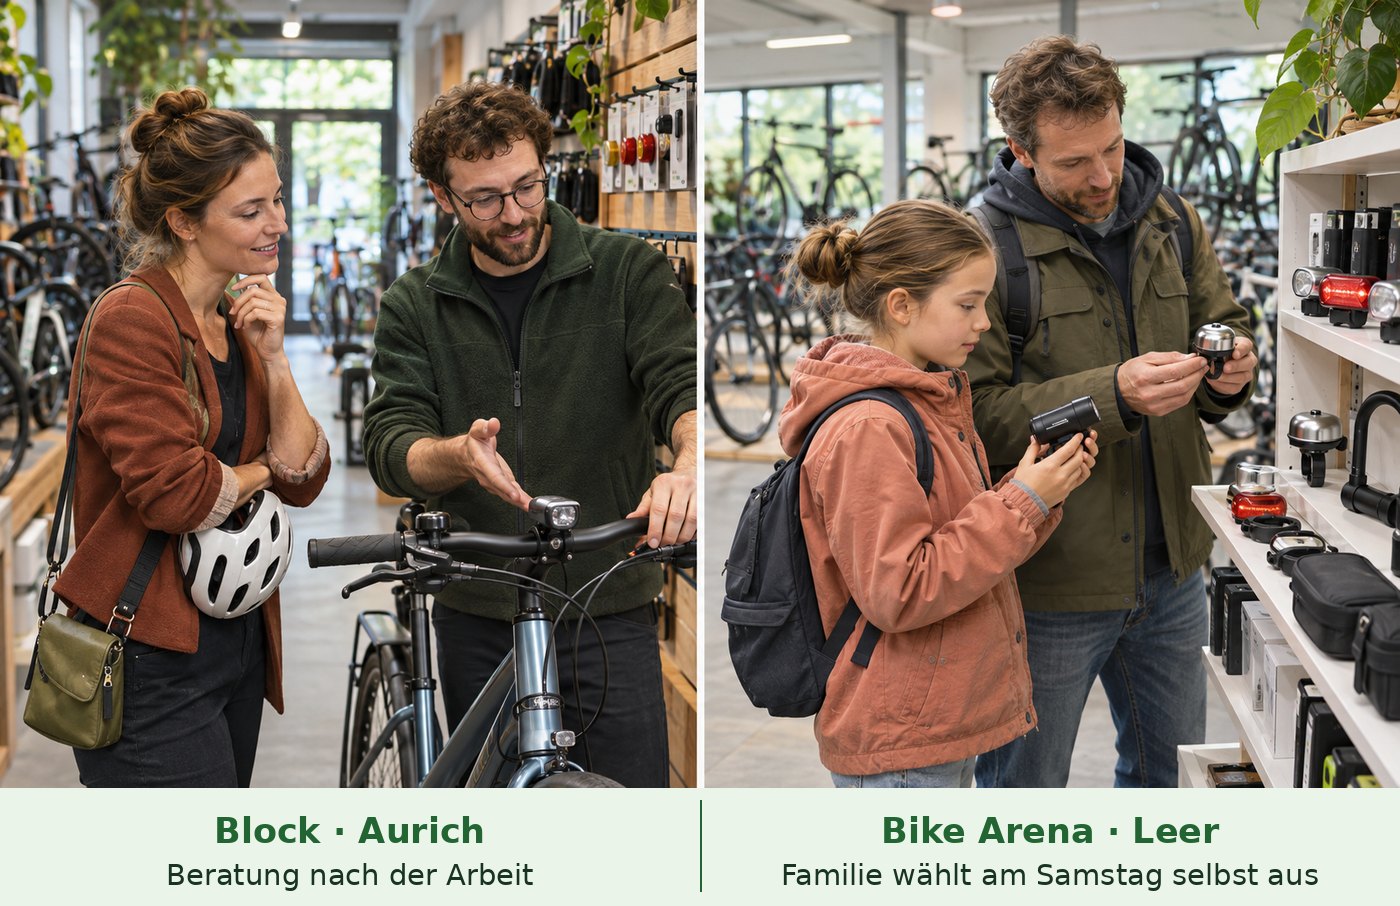 Block · Aurich
Beratung nach der Arbeit
Bike Arena · Leer
Familie wählt am Samstag selbst aus